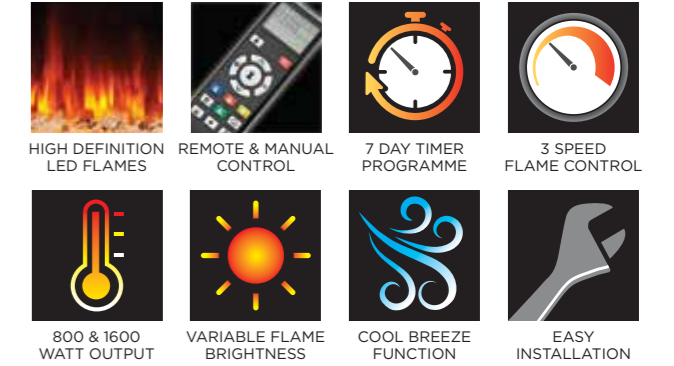 HIGH DEFINITION
LED FLAMES
REMOTE & MANUAL
CONTROL
7 DAY TIMER
PROGRAMME
3 SPEED
FLAME CONTROL
800 & 1600
WATT OUTPUT
VARIABLE FLAME
BRIGHTNESS
COOL BREEZE
FUNCTION
EASY
INSTALLATION